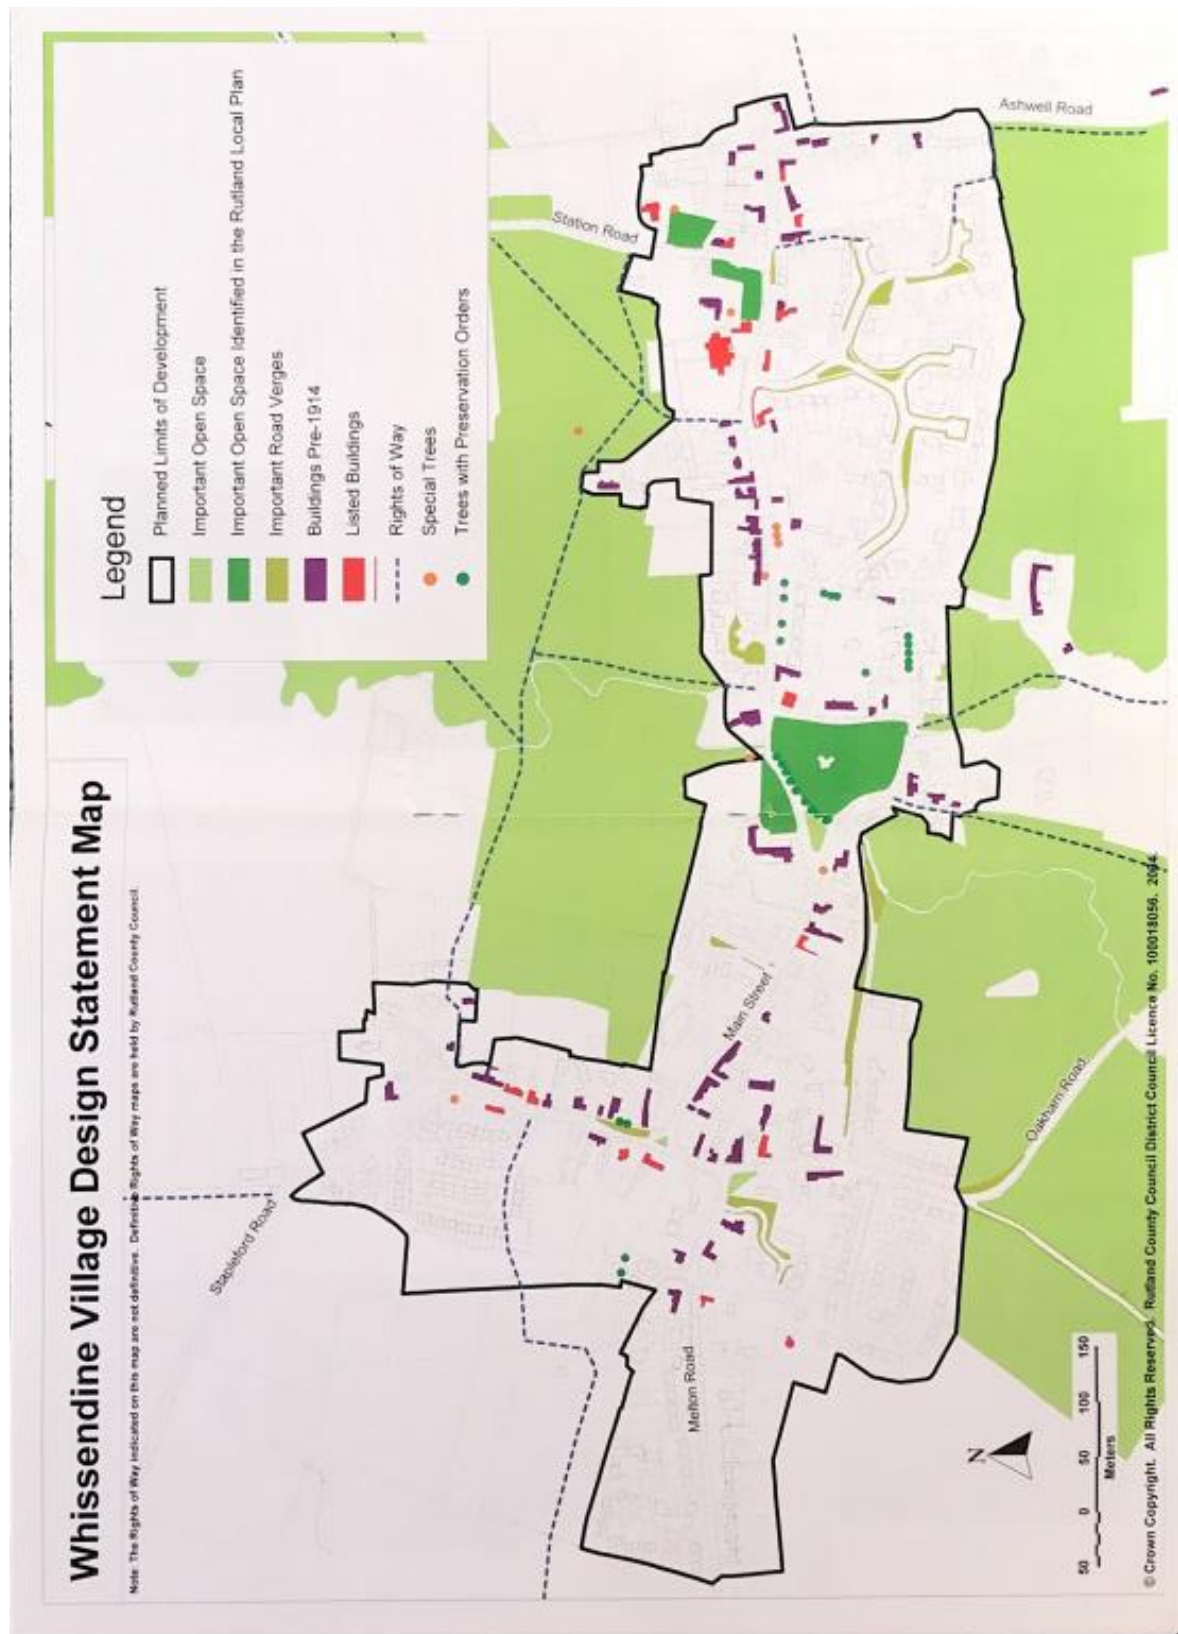 Whissendine Village Design Statement Map
Note: The Rights of Way indicated on this map are not definitive. Definitive Rights of Way maps are held by Rutland County Council.
Legend
Planned Limits of Development
Important Open Space
Important Open Space Identified in the Rutland Local Plan
Important Road Verges
Buildings Pre-1914
Listed Buildings
Rights of Way
Special Trees
Trees with Preservation Orders
Stapleford Road
Station Road
Ashwell Road
Main Street
Melton Road
Oakham Road
N
50 0 50 100 150
Meters
© Crown Copyright. All Rights Reserved. Rutland County Council District Council Licence No. 100018056. 2004.